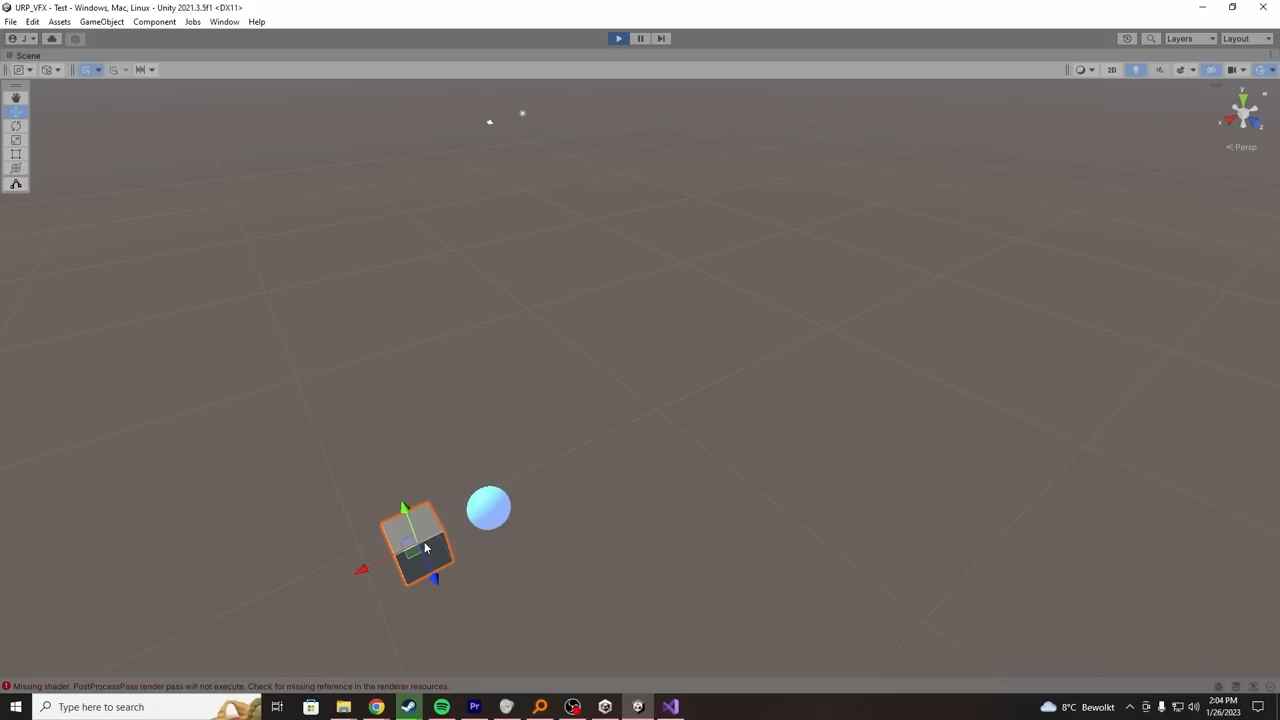 URP_VFX - Test - Windows, Mac, Linux - Unity 2021.3.5f1 <DX11>
File Edit Assets GameObject Component Jobs Window Help
J
Layers
Layout
Scene
2D
y
x
z
Persp
Missing shader. PostProcessPass render pass will not execute. Check for missing reference in the renderer resources.
Type here to search
Pr
8°C Bewolkt
2:04 PM
1/26/2023